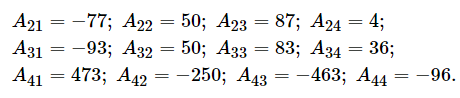 A₂₁ = −77; A₂₂ = 50; A₂₃ = 87; A₂₄ = 4;
A₃₁ = −93; A₃₂ = 50; A₃₃ = 83; A₃₄ = 36;
A₄₁ = 473; A₄₂ = −250; A₄₃ = −463; A₄₄ = −96.